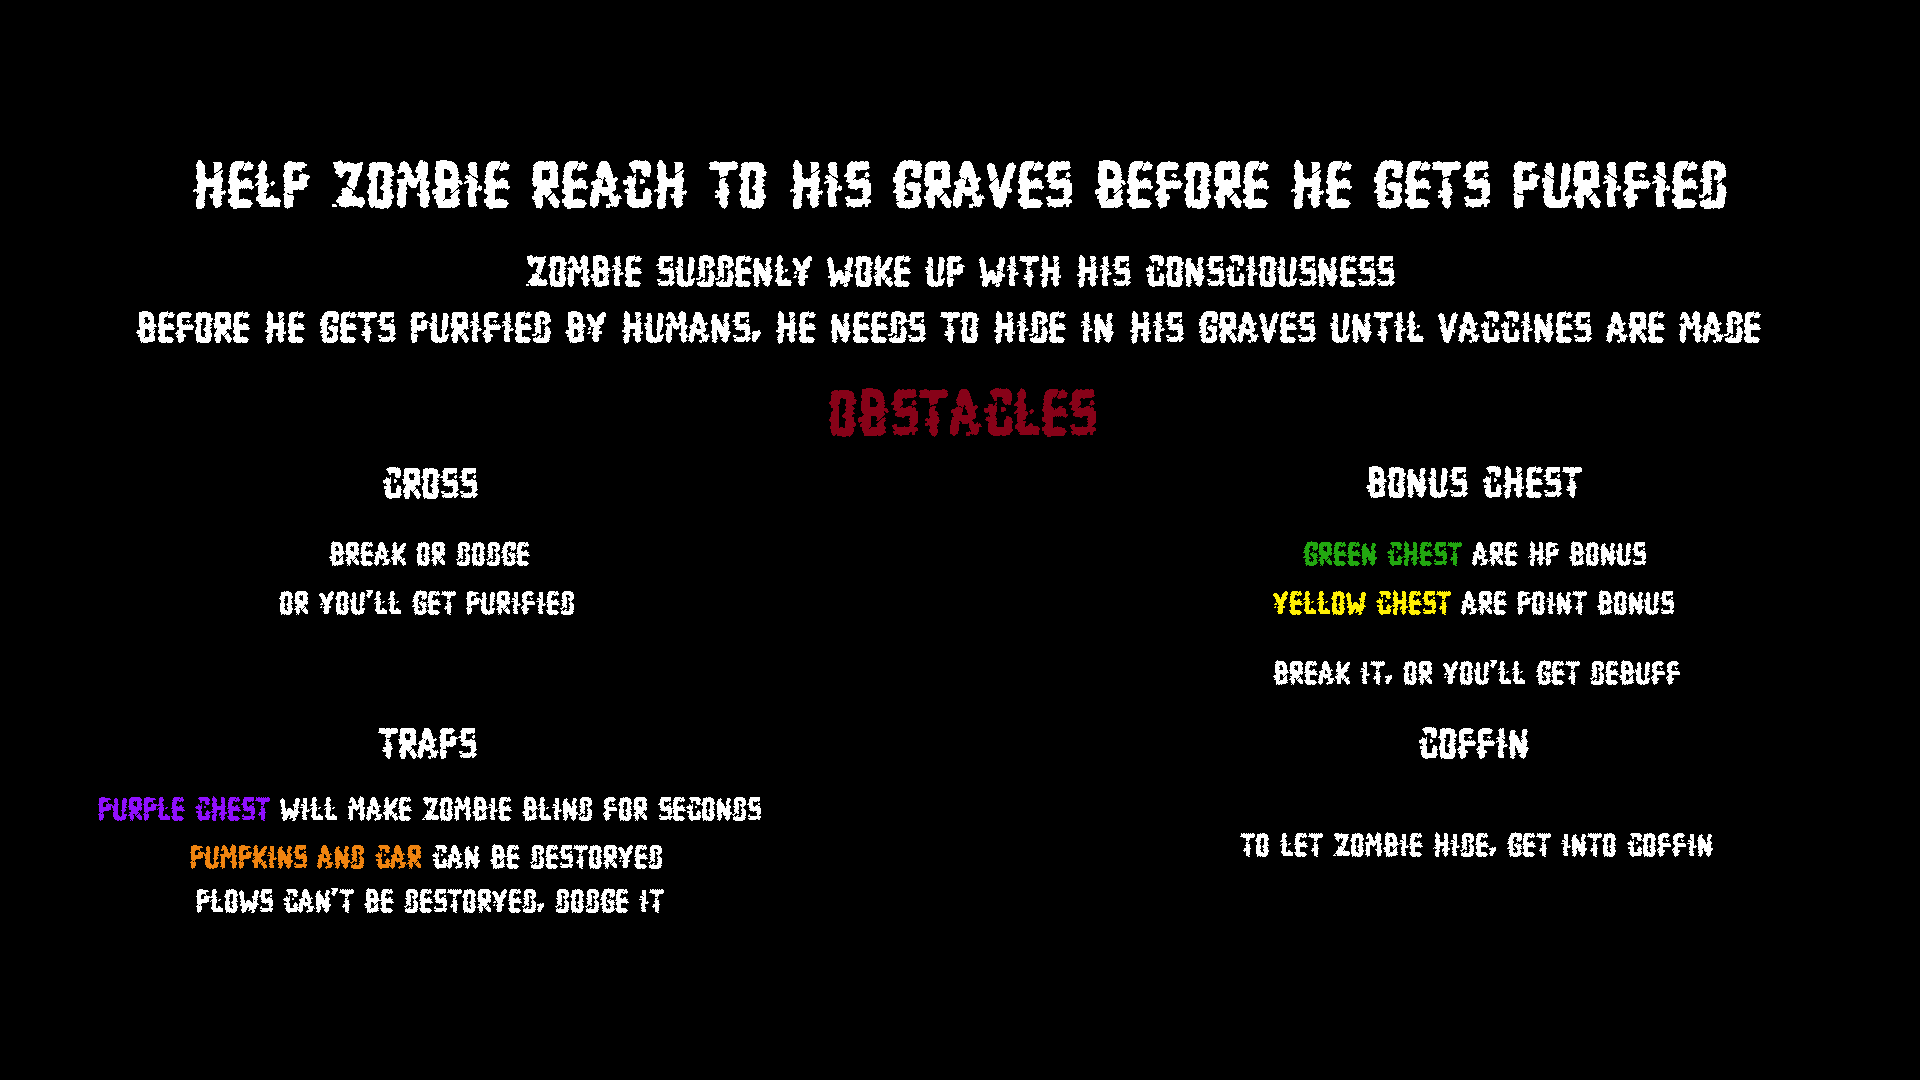 HELP ZOMBIE REACH TO HIS GRAVES BEFORE HE GETS PURIFIED
ZOMBIE SUDDENLY WOKE UP WITH HIS CONSCIOUSNESS
BEFORE HE GETS PURIFIED BY HUMANS, HE NEEDS TO HIDE IN HIS GRAVES UNTIL VACCINES ARE MADE
OBSTACLES
CROSS
BREAK OR DODGE
OR YOU'LL GET PURIFIED
BONUS CHEST
GREEN CHEST ARE HP BONUS
YELLOW CHEST ARE POINT BONUS
BREAK IT, OR YOU'LL GET DEBUFF
TRAPS
PURPLE CHEST WILL MAKE ZOMBIE BLIND FOR SECONDS
PUMPKINS AND CAR CAN BE DESTORYED
PLOWS CAN'T BE DESTORYED, DODGE IT
COFFIN
TO LET ZOMBIE HIDE, GET INTO COFFIN